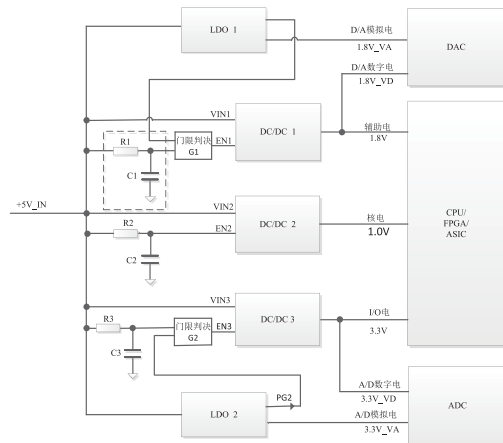 LDO 1
D/A模拟电
1.8V_VA
DAC
D/A数字电
1.8V_VD
VIN1
DC/DC 1
R1
门限判决
G1
EN1
辅助电
1.8V
C1
+5V_IN
VIN2
DC/DC 2
R2
EN2
核电
1.0V
CPU/
FPGA/
ASIC
C2
VIN3
DC/DC 3
R3
门限判决
G2
EN3
I/O电
3.3V
C3
PG2
A/D数字电
3.3V_VD
LDO 2
A/D模拟电
3.3V_VA
ADC